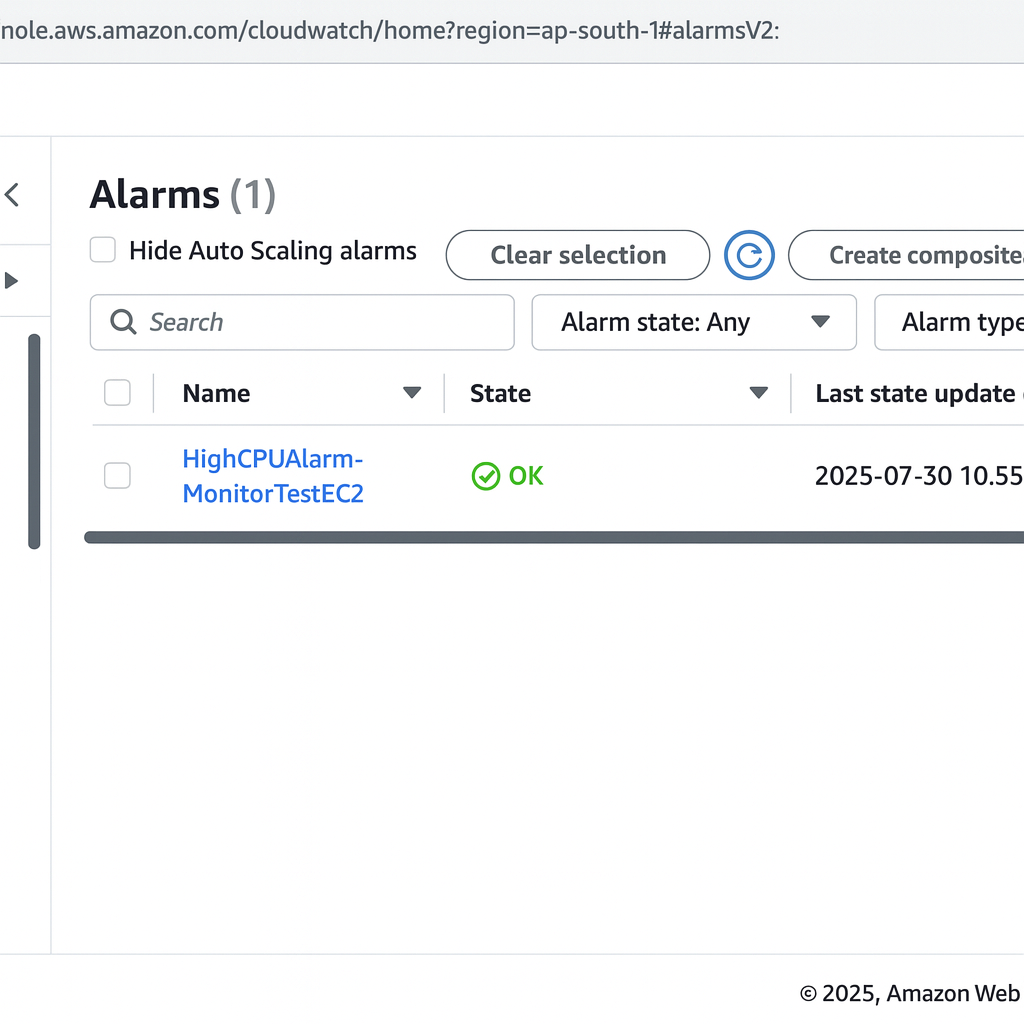 nole.aws.amazon.com/cloudwatch/home?region=ap-south-1#alarmsV2:
Alarms (1)
Hide Auto Scaling alarms
Clear selection
Create composite
Search
Alarm state: Any
Alarm type
Name
State
Last state update
HighCPUAlarm-
MonitorTestEC2
OK
2025-07-30 10.55
© 2025, Amazon Web